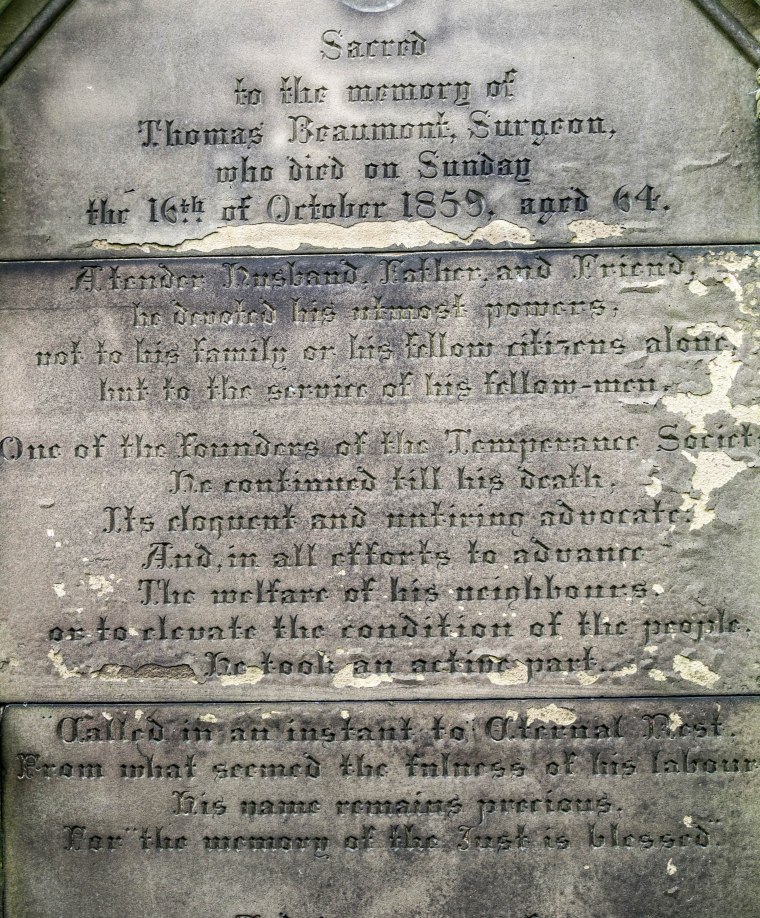 Sacred
to the memory of
Thomas Beaumont, Surgeon,
who died on Sunday
the 16th of October 1859, aged 64.
A tender Husband, Father, and Friend,
he devoted his utmost powers,
not to his family or his fellow citizens alone,
but to the service of his fellow-men.
One of the Founders of the Temperance Societ
He continued till his death,
Its eloquent and untiring advocate:
And, in all efforts to advance
The welfare of his neighbours,
or to elevate the condition of the people,
He took an active part.
Called in an instant to Eternal Rest,
From what seemed the fulness of his labour
His name remains precious,
For "the memory of the Just is blessed".